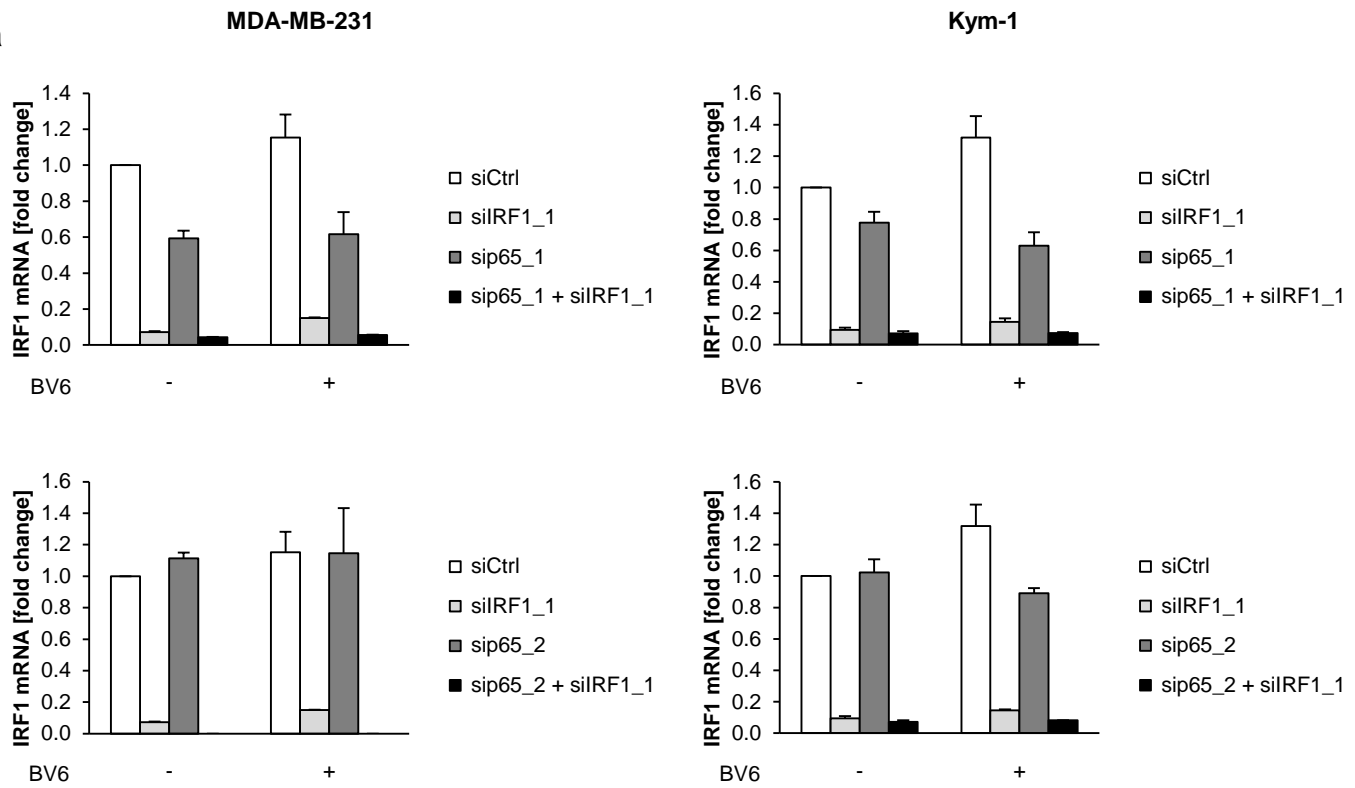 MDA-MB-231
Kym-1
IRF1 mRNA [fold change]
1.4
1.2
1.0
0.8
0.6
0.4
0.2
0.0
BV6
-
+
siCtrl
siIRF1_1
sip65_1
sip65_1 + siIRF1_1
IRF1 mRNA [fold change]
1.6
1.4
1.2
1.0
0.8
0.6
0.4
0.2
0.0
BV6
-
+
siCtrl
siIRF1_1
sip65_1
sip65_1 + siIRF1_1
IRF1 mRNA [fold change]
1.6
1.4
1.2
1.0
0.8
0.6
0.4
0.2
0.0
BV6
-
+
siCtrl
siIRF1_1
sip65_2
sip65_2 + siIRF1_1
IRF1 mRNA [fold change]
1.6
1.4
1.2
1.0
0.8
0.6
0.4
0.2
0.0
BV6
-
+
siCtrl
siIRF1_1
sip65_2
sip65_2 + siIRF1_1